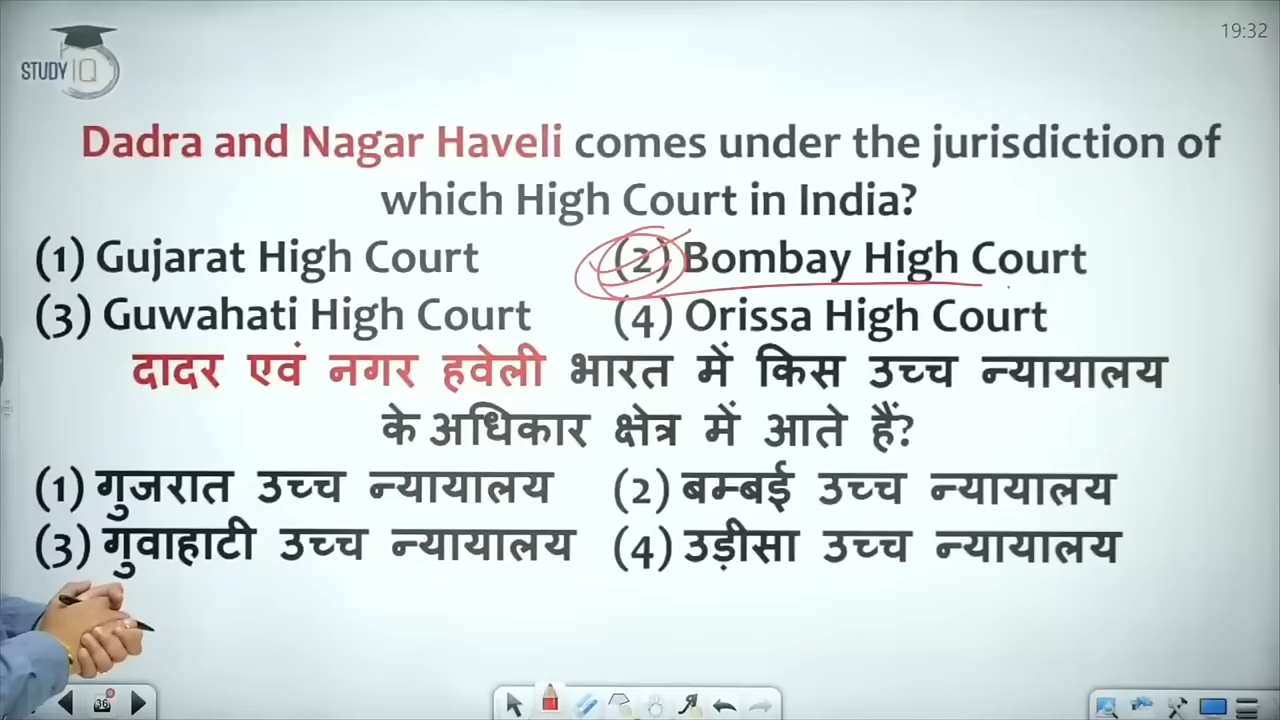 19:32
STUDY IQ
Dadra and Nagar Haveli comes under the jurisdiction of
which High Court in India?
(1) Gujarat High Court (2) Bombay High Court
(3) Guwahati High Court (4) Orissa High Court
दादर एवं नगर हवेली भारत में किस उच्च न्यायालय
के अधिकार क्षेत्र में आते हैं?
(1) गुजरात उच्च न्यायालय (2) बम्बई उच्च न्यायालय
(3) गुवाहाटी उच्च न्यायालय (4) उड़ीसा उच्च न्यायालय
36